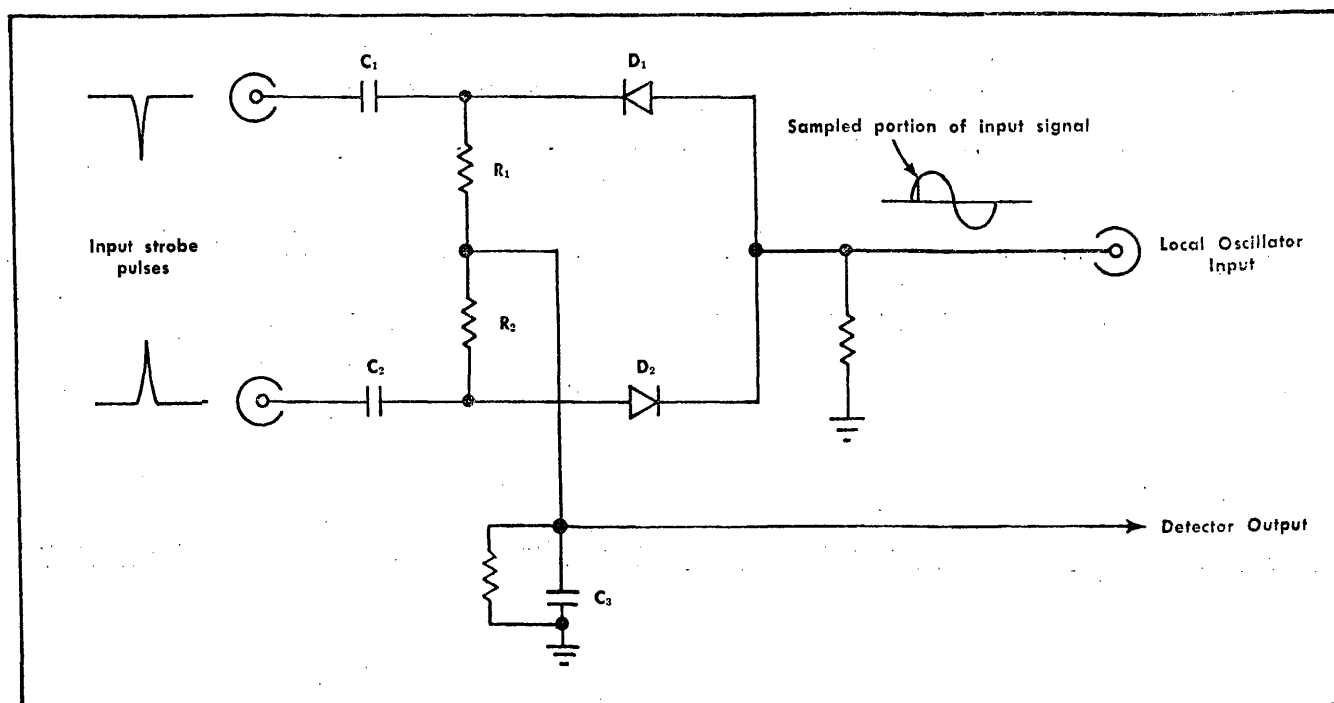 C₁
D₁
Sampled portion of input signal
R₁
Input strobe
pulses
Local Oscillator
Input
R₂
C₂
D₂
Detector Output
C₃